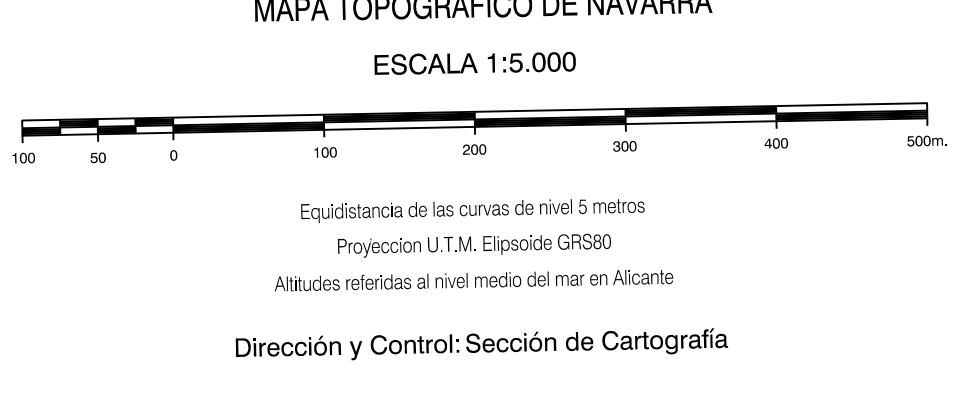 MAPA TOPOGRÁFICO DE NAVARRA
ESCALA 1:5.000
100 50 0 100 200 300 400 500m.
Equidistancia de las curvas de nivel 5 metros
Proyeccion U.T.M. Elipsoide GRS80
Altitudes referidas al nivel medio del mar en Alicante
Dirección y Control: Sección de Cartografía